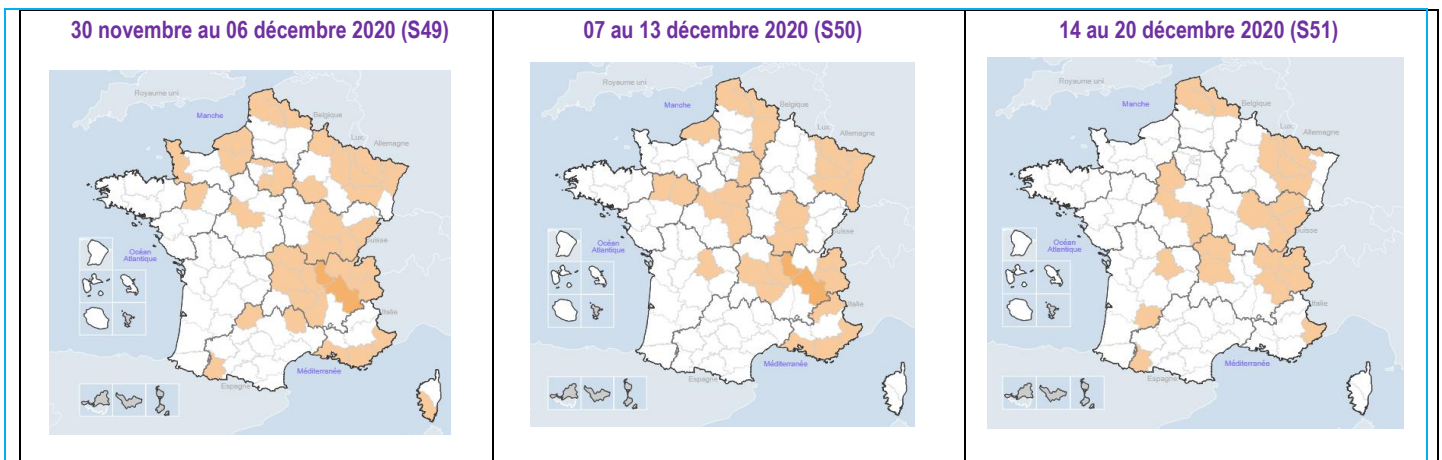 30 novembre au 06 décembre 2020 (S49)
Royaume uni
Manche
Belgique
Lux.
Allemagne
Suisse
Océan
Atlantique
Italie
Méditerranée
Espagne
07 au 13 décembre 2020 (S50)
Royaume uni
Manche
Belgique
Lux.
Allemagne
Suisse
Océan
Atlantique
Italie
Méditerranée
Espagne
14 au 20 décembre 2020 (S51)
Royaume uni
Manche
Belgique
Lux.
Allemagne
Suisse
Océan
Atlantique
Italie
Méditerranée
Espagne